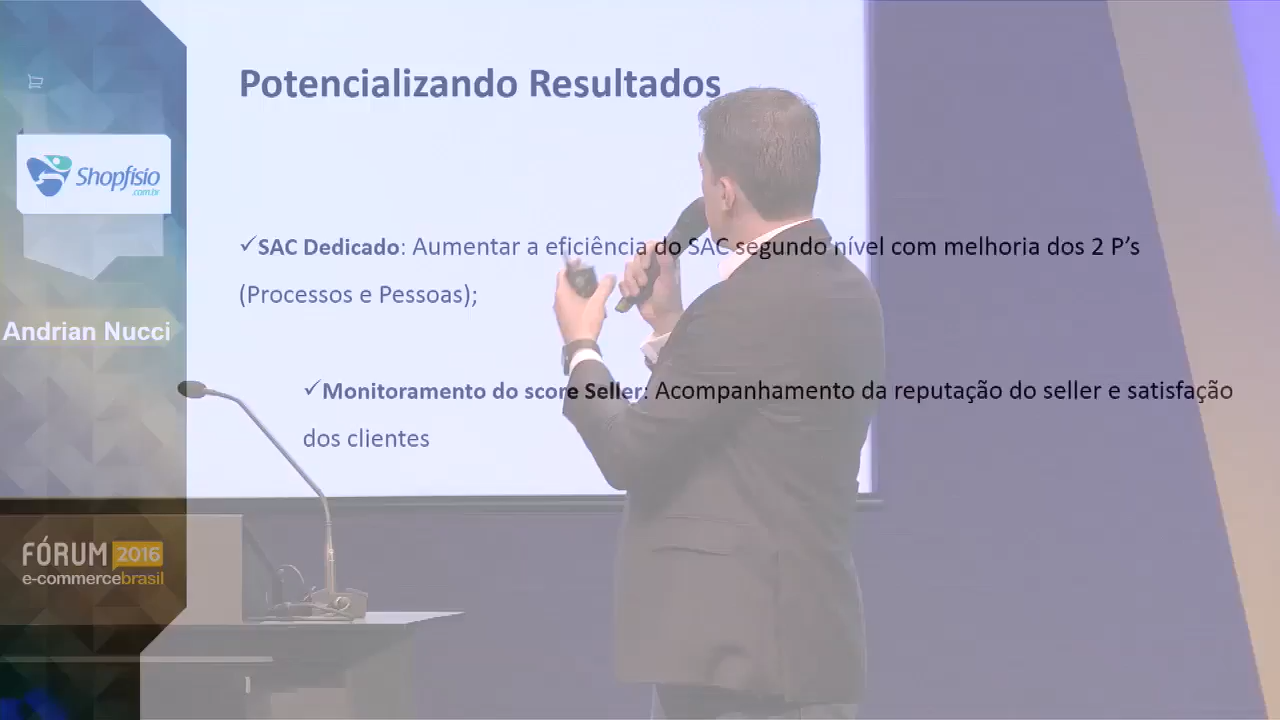 Potencializando Resultados
Shopfisio
.com.br
✓SAC Dedicado: Aumentar a eficiência do SAC segundo nível com melhoria dos 2 P’s
(Processos e Pessoas);
Andrian Nucci
✓Monitoramento do score Seller: Acompanhamento da reputação do seller e satisfação
dos clientes
FÓRUM 2016
e-commercebrasil